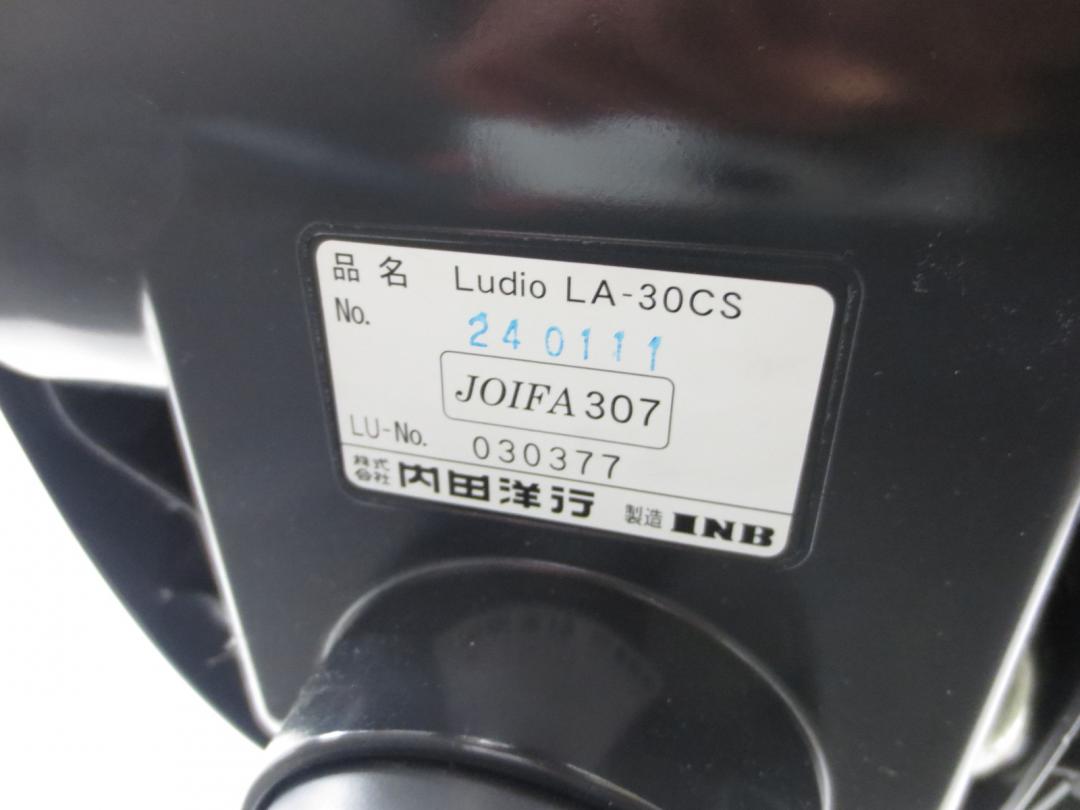 品名 Ludio LA-30CS
No. 240111
JOIFA 307
LU-No. 030377
株式会社 内田洋行 製造 INB